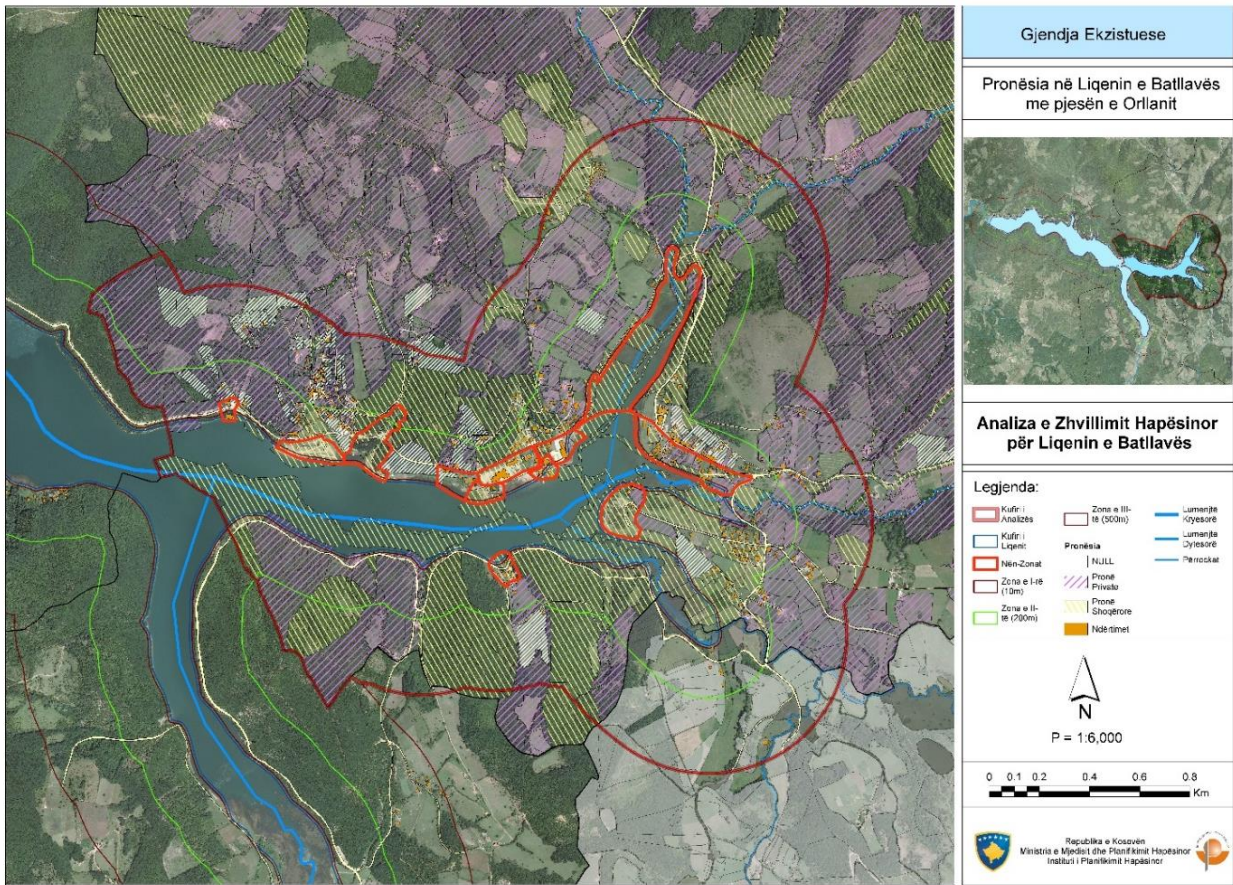 Gjendja Ekzistuese
Pronësia në Liqenin e Batllavës
me pjesën e Orllanit
Analiza e Zhvillimit Hapësinor
për Liqenin e Batllavës
Legjenda:
Kufiri i
Analizës
Kufiri i
Liqenit
Nën-Zonat
Zona e I-rë
(10m)
Zona e II-
të (200m)
Zona e III-
të (500m)
Pronësia
NULL
Pronë
Private
Pronë
Shoqërore
Ndërtimet
Lumenjte
Kryesorë
Lumenjte
Dytesorë
Përrockat
N
P = 1:6,000
0 0.1 0.2 0.4 0.6 0.8
Km
Republika e Kosovës
Ministria e Mjedisit dhe Planifikimit Hapësinor
Instituti i Planifikimit Hapësinor